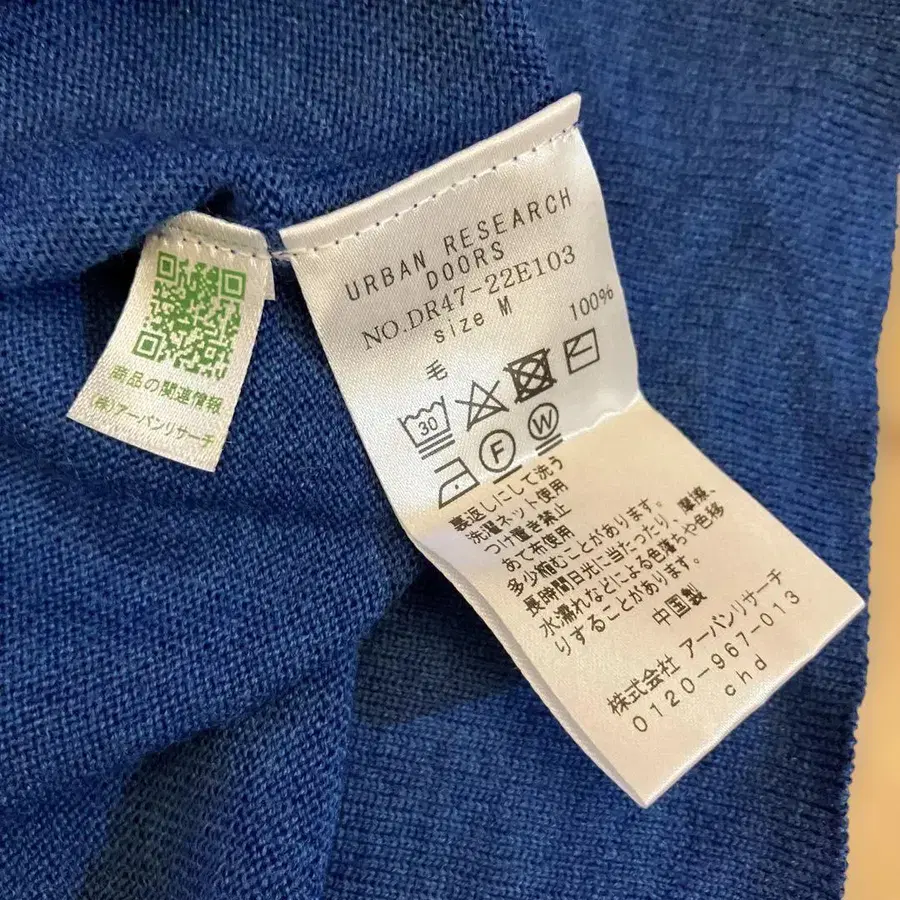 URBAN RESEARCH
DOORS
NO.DR47-22E103
size M
毛 100%
30
F W
裏返しにして洗う
洗濯ネット使用
つけ置き禁止
あて布使用
多少縮むことがあります。
長時間日光に当たったり、摩擦、
水濡れなどによる色落ちや色移
りすることがあります。
中国製
株式会社 アーバンリサーチ
0120-967-013
chd
商品の関連情報
(株)アーバンリサーチ